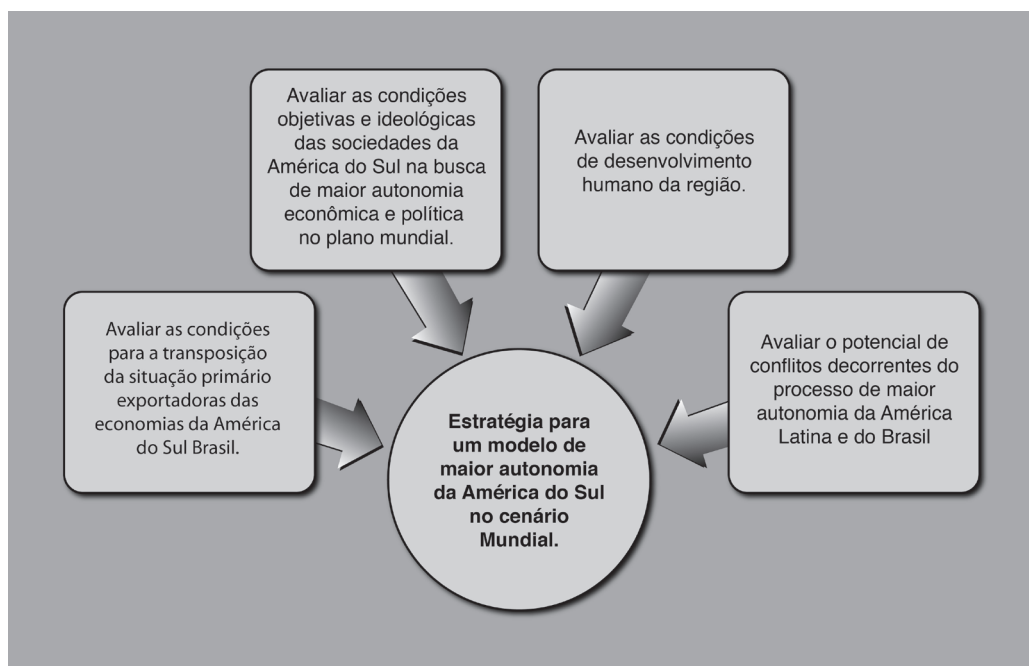 Avaliar as condições
objetivas e ideológicas
das sociedades da
América do Sul na busca
de maior autonomia
econômica e política
no plano mundial.
Avaliar as condições
de desenvolvimento
humano da região.
Avaliar as condições
para a transposição
da situação primário
exportadoras das
economias da América
do Sul Brasil.
Avaliar o potencial de
conflitos decorrentes do
processo de maior
autonomia da América
Latina e do Brasil
Estratégia para
um modelo de
maior autonomia
da América do Sul
no cenário
Mundial.